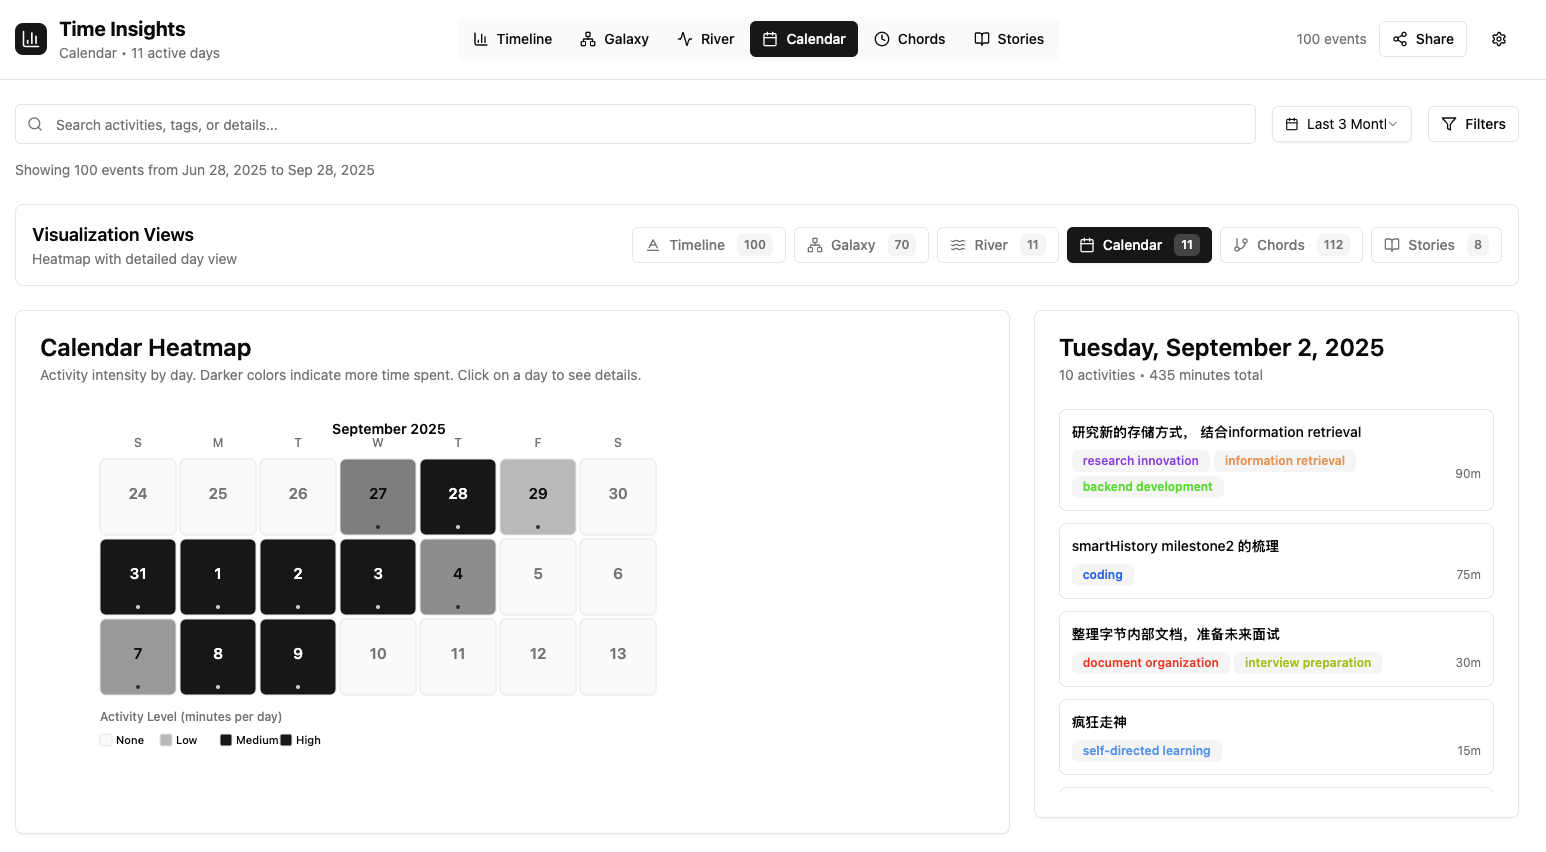 Time Insights
Calendar • 11 active days
Timeline
Galaxy
River
Calendar
Chords
Stories
100 events
Share
Search activities, tags, or details...
Last 3 Montl
Filters
Showing 100 events from Jun 28, 2025 to Sep 28, 2025
Visualization Views
Heatmap with detailed day view
Timeline 100
Galaxy 70
River 11
Calendar 11
Chords 112
Stories 8
Calendar Heatmap
Activity intensity by day. Darker colors indicate more time spent. Click on a day to see details.
September 2025
S M T W T F S
24 25 26 27 28 29 30
31 1 2 3 4 5 6
7 8 9 10 11 12 13
Activity Level (minutes per day)
None Low Medium High
Tuesday, September 2, 2025
10 activities • 435 minutes total
研究新的存储方式， 结合information retrieval
research innovation information retrieval
90m
backend development
smartHistory milestone2 的梳理
coding 75m
整理字节内部文档，准备未来面试
document organization interview preparation 30m
疯狂走神
self-directed learning 15m